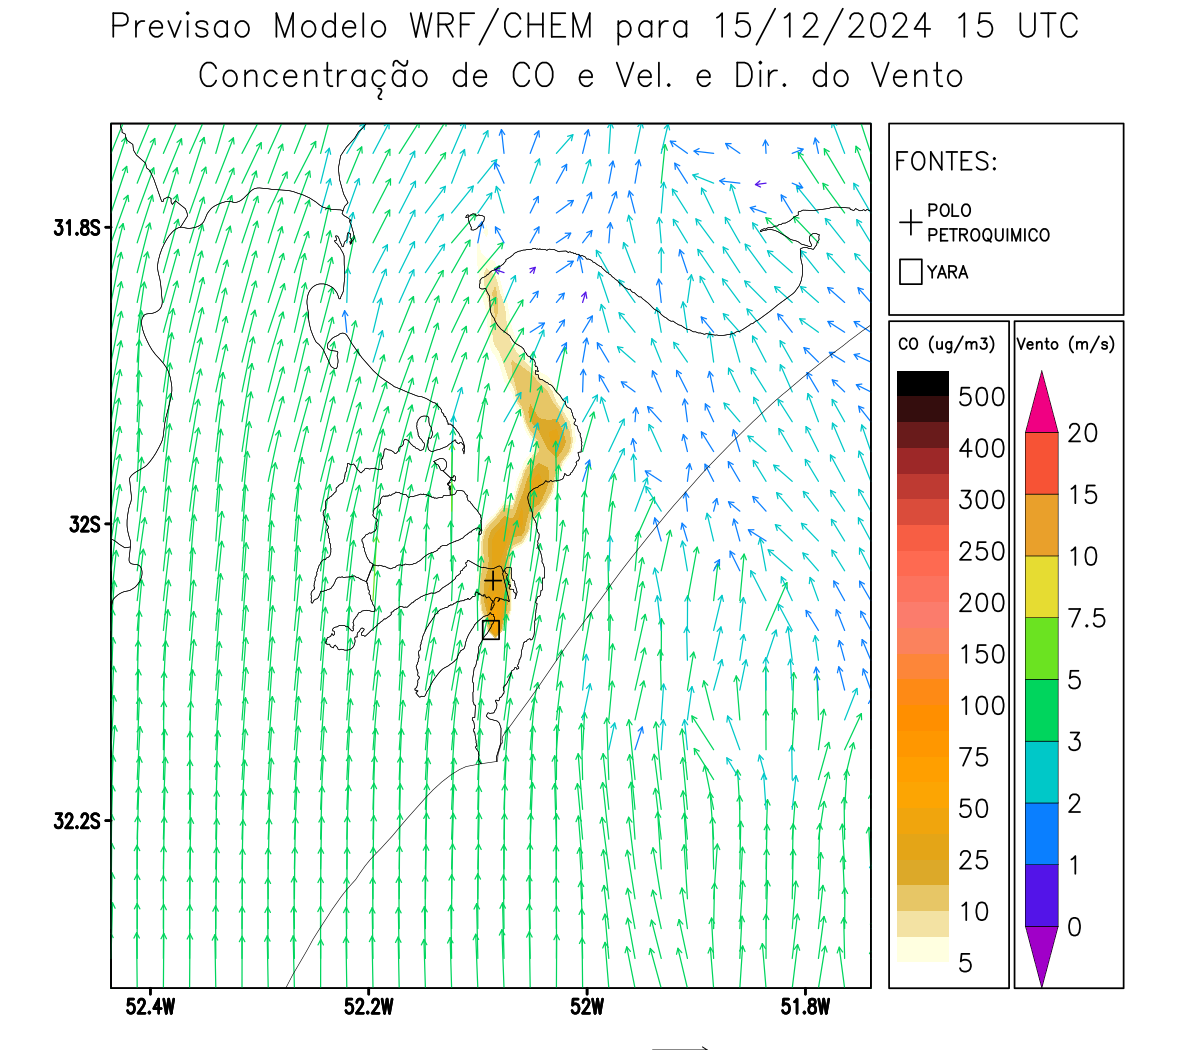 Previsao Modelo WRF/CHEM para 15/12/2024 15 UTC
Concentração de CO e Vel. e Dir. do Vento
FONTES:
POLO
PETROQUIMICO
YARA
31.8S
32S
32.2S
52.4W
52.2W
52W
51.8W
CO (ug/m3)
500
400
300
250
200
150
100
75
50
25
10
5
Vento (m/s)
20
15
10
7.5
5
3
2
1
0